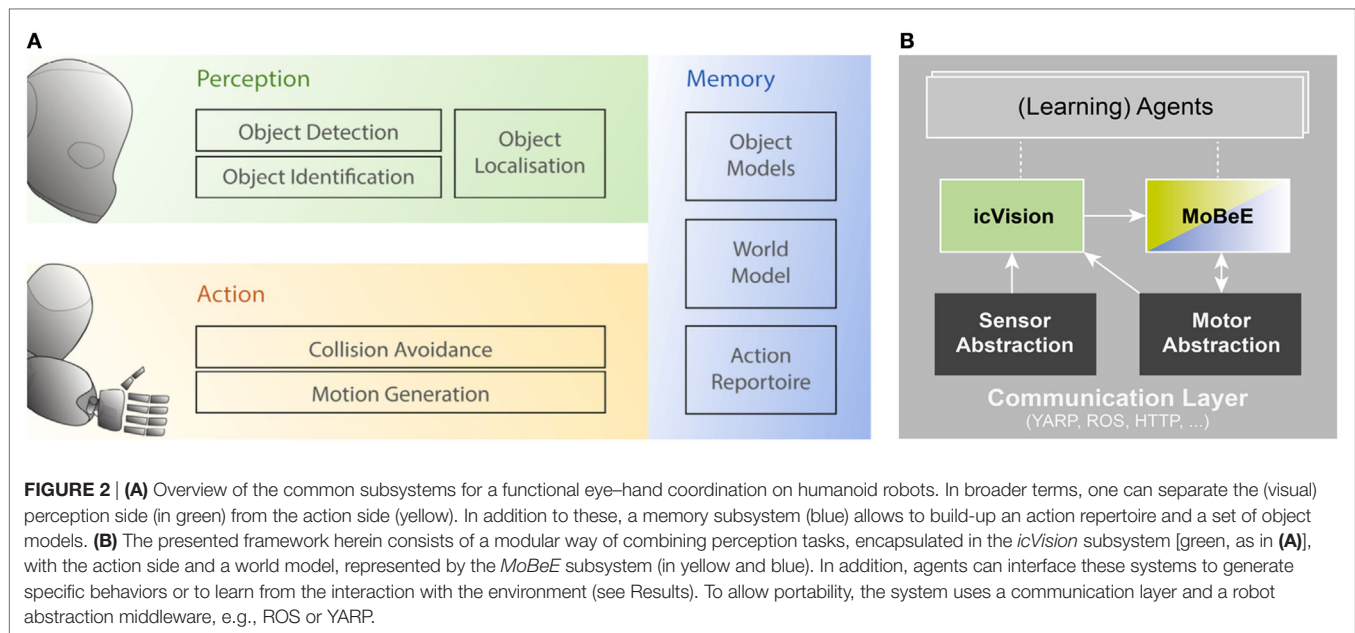 A
Perception
Object Detection
Object Identification
Object
Localisation
Action
Collision Avoidance
Motion Generation
Memory
Object
Models
World
Model
Action
Repertoire
B
(Learning) Agents
icVision
MoBeE
Sensor
Abstraction
Motor
Abstraction
Communication Layer
(YARP, ROS, HTTP, ...)
FIGURE 2 | (A) Overview of the common subsystems for a functional eye–hand coordination on humanoid robots. In broader terms, one can separate the (visual)
perception side (in green) from the action side (yellow). In addition to these, a memory subsystem (blue) allows to build-up an action repertoire and a set of object
models. (B) The presented framework herein consists of a modular way of combining perception tasks, encapsulated in the icVision subsystem [green, as in (A)],
with the action side and a world model, represented by the MoBeE subsystem (in yellow and blue). In addition, agents can interface these systems to generate
specific behaviors or to learn from the interaction with the environment (see Results). To allow portability, the system uses a communication layer and a robot
abstraction middleware, e.g., ROS or YARP.